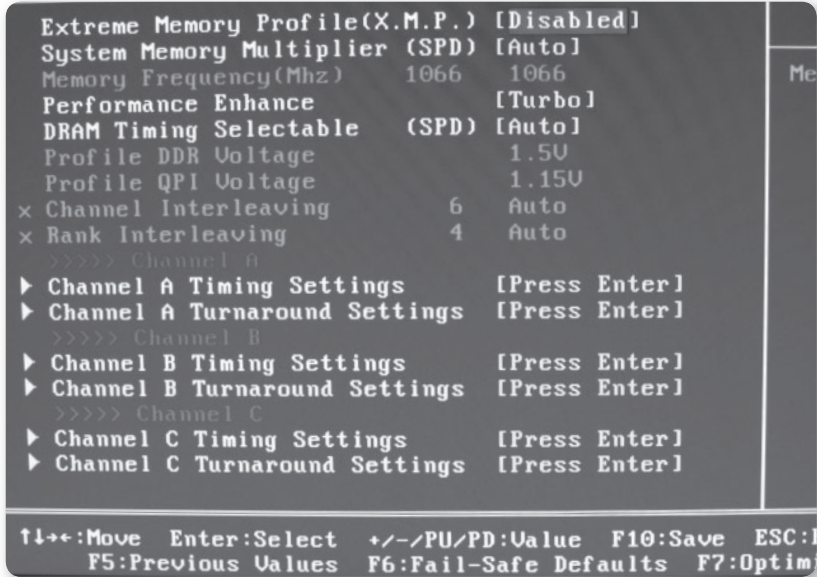 Extreme Memory Profile(X.M.P.) [Disabled]
System Memory Multiplier (SPD) [Auto]
Memory Frequency(Mhz) 1066 1066
Performance Enhance [Turbo]
DRAM Timing Selectable (SPD) [Auto]
Profile DDR Voltage 1.5V
Profile QPI Voltage 1.15V
x Channel Interleaving 6 Auto
x Rank Interleaving 4 Auto
>>>>> Channel A
▶ Channel A Timing Settings [Press Enter]
▶ Channel A Turnaround Settings [Press Enter]
>>>>> Channel B
▶ Channel B Timing Settings [Press Enter]
▶ Channel B Turnaround Settings [Press Enter]
>>>>> Channel C
▶ Channel C Timing Settings [Press Enter]
▶ Channel C Turnaround Settings [Press Enter]
Me
↑↓→←:Move Enter:Select +/-/PU/PD:Value F10:Save ESC:
F5:Previous Values F6:Fail-Safe Defaults F7:Optim